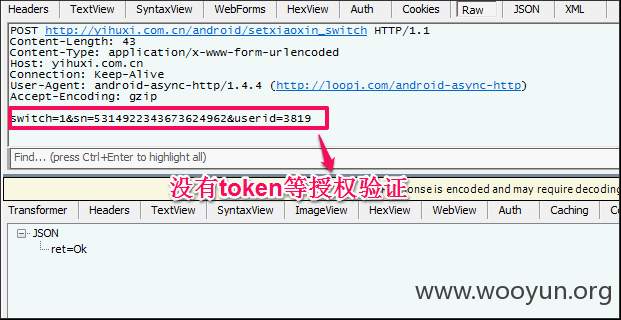 Headers TextView SyntaxView WebForms HexView Auth Cookies Raw JSON XML
POST http://yihuxi.com.cn/android/setxiaoxin_switch HTTP/1.1
Content-Length: 43
Content-Type: application/x-www-form-urlencoded
Host: yihuxi.com.cn
Connection: Keep-Alive
User-Agent: android-async-http/1.4.4 (http://loopj.com/android-async-http)
Accept-Encoding: gzip
switch=1&sn=5314922343673624962&userid=3819
Find... (press Ctrl+Enter to highlight all)
没有token等授权验证
onse is encoded and may require decoding
Transformer Headers TextView SyntaxView ImageView HexView WebView Auth Caching
JSON
ret=Ok
www.wooyun.org